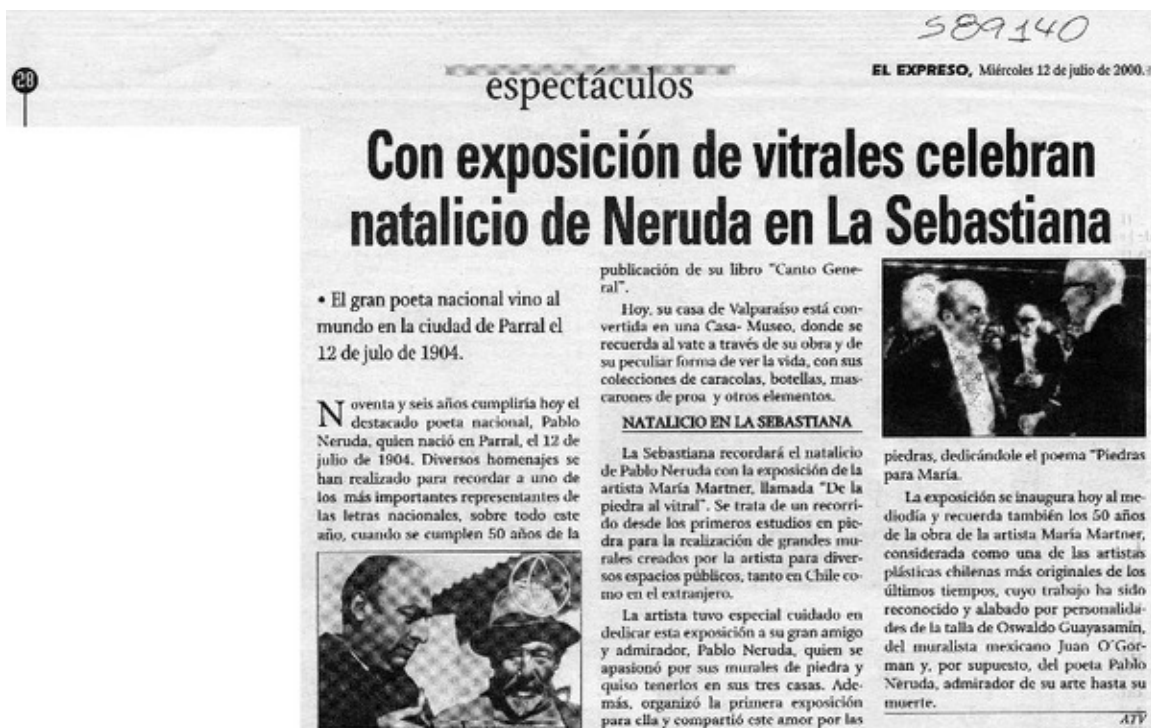 589140
28
espectáculos
EL EXPRESO, Miércoles 12 de julio de 2000.
Con exposición de vitrales celebran
natalicio de Neruda en La Sebastiana
• El gran poeta nacional vino al
mundo en la ciudad de Parral el
12 de julo de 1904.
Noventa y seis años cumpliría hoy el
destacado poeta nacional, Pablo
Neruda, quien nació en Parral, el 12 de
julio de 1904. Diversos homenajes se
han realizado para recordar a uno de
los más importantes representantes de
las letras nacionales, sobre todo este
año, cuando se cumplen 50 años de la
publicación de su libro "Canto Gene-
ral".
Hoy, su casa de Valparaíso está con-
vertida en una Casa- Museo, donde se
recuerda al vate a través de su obra y de
su peculiar forma de ver la vida, con sus
colecciones de caracolas, botellas, mas-
carones de proa y otros elementos.
NATALICIO EN LA SEBASTIANA
La Sebastiana recordará el natalicio
de Pablo Neruda con la exposición de la
artista María Martner, llamada "De la
piedra al vitral". Se trata de un recorri-
do desde los primeros estudios en pie-
dra para la realización de grandes mu-
rales creados por la artista para diver-
sos espacios públicos, tanto en Chile co-
mo en el extranjero.
La artista tuvo especial cuidado en
dedicar esta exposición a su gran amigo
y admirador, Pablo Neruda, quien se
apasionó por sus murales de piedra y
quiso tenerlos en sus tres casas. Ade-
más, organizó la primera exposición
para ella y compartió este amor por las
piedras, dedicándole el poema "Piedras
para María.
La exposición se inaugura hoy al me-
diodía y recuerda también los 50 años
de la obra de la artista María Martner,
considerada como una de las artistas
plásticas chilenas más originales de los
últimos tiempos, cuyo trabajo ha sido
reconocido y alabado por personalida-
des de la talla de Oswaldo Guayasamín,
del muralista mexicano Juan O'Gor-
man y, por supuesto, del poeta Pablo
Neruda, admirador de su arte hasta su
muerte.
ATV